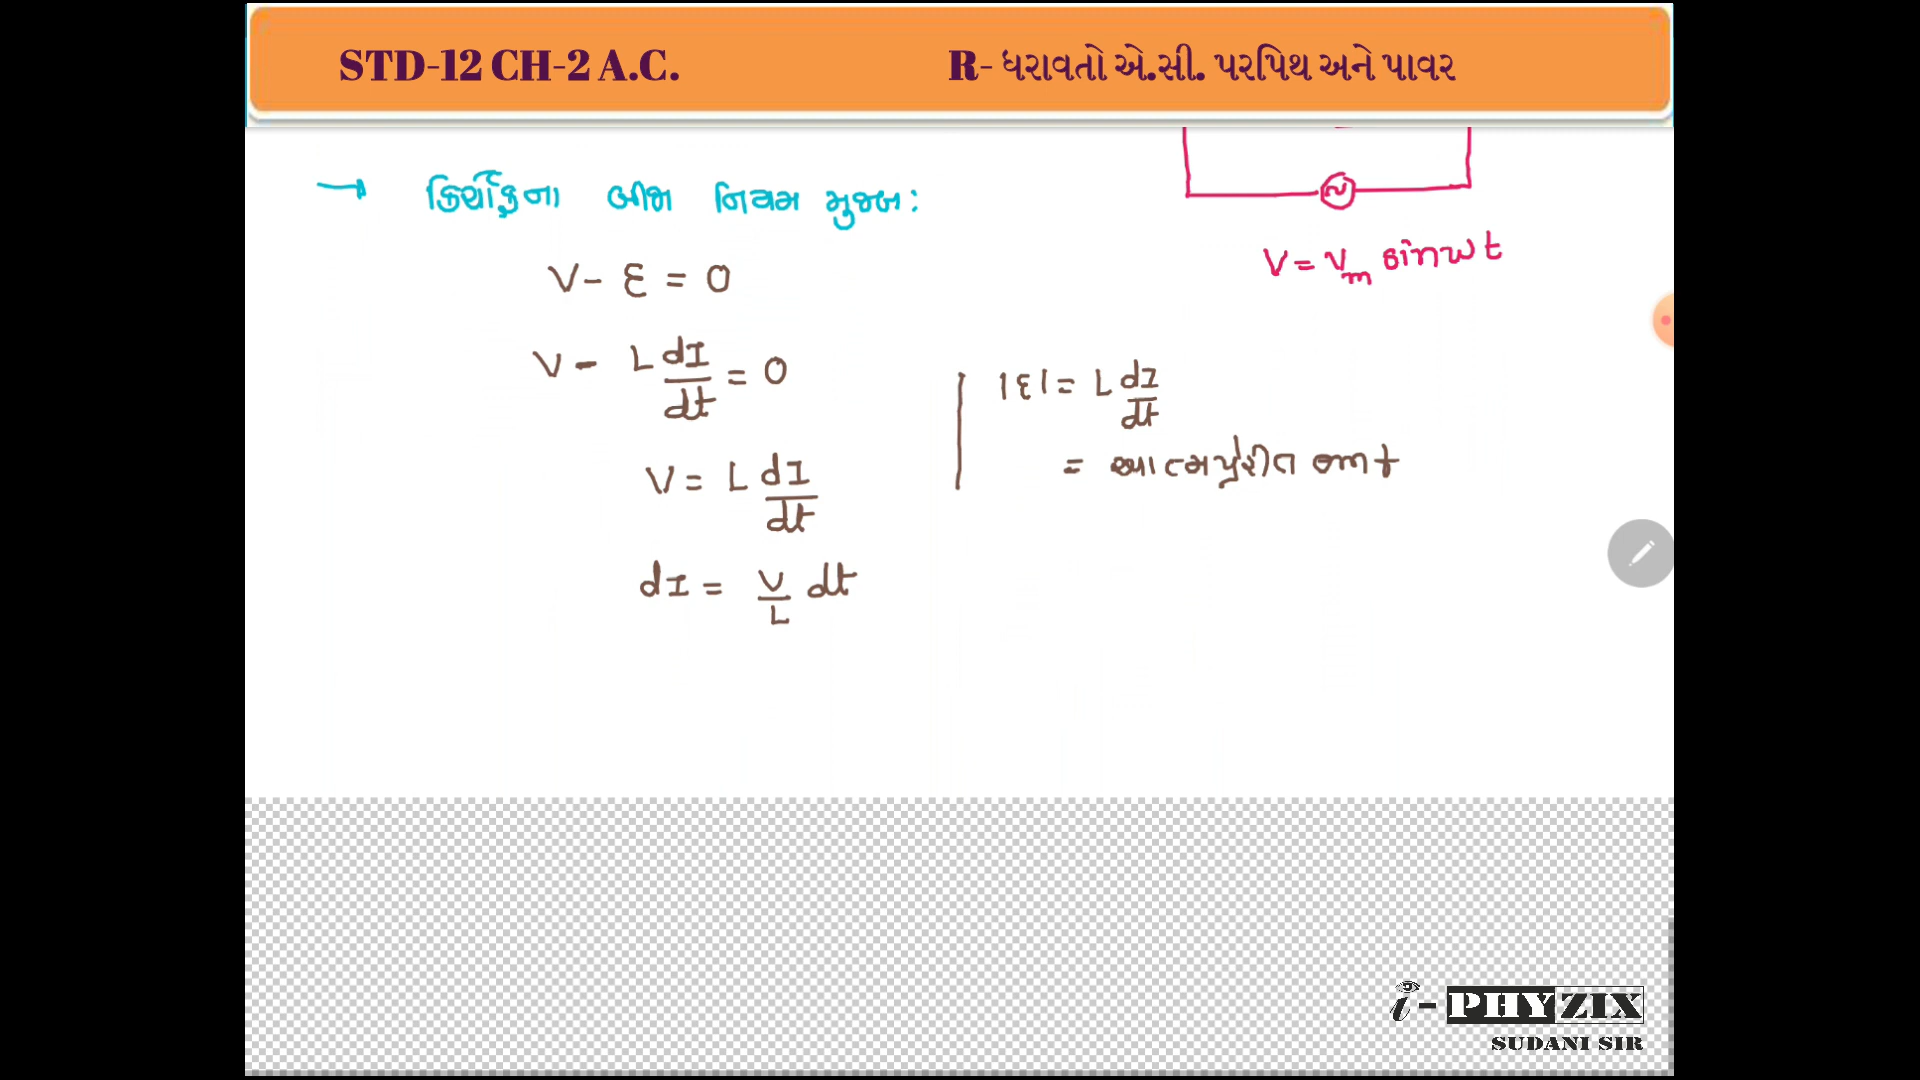 STD-12 CH-2 A.C. R- ધરાવતો એ.સી. પરિપથ અને પાવર
→ કિર્ચોફના બીજા નિયમ મુજબ :
V = Vm sinωt
V - ε = 0
V - L dI/dt = 0
|ε| = L dI/dt
= આત્મપ્રેરીત emf
V = L dI/dt
dI = V/L dt
i-PHYZIX
SUDANI SIR